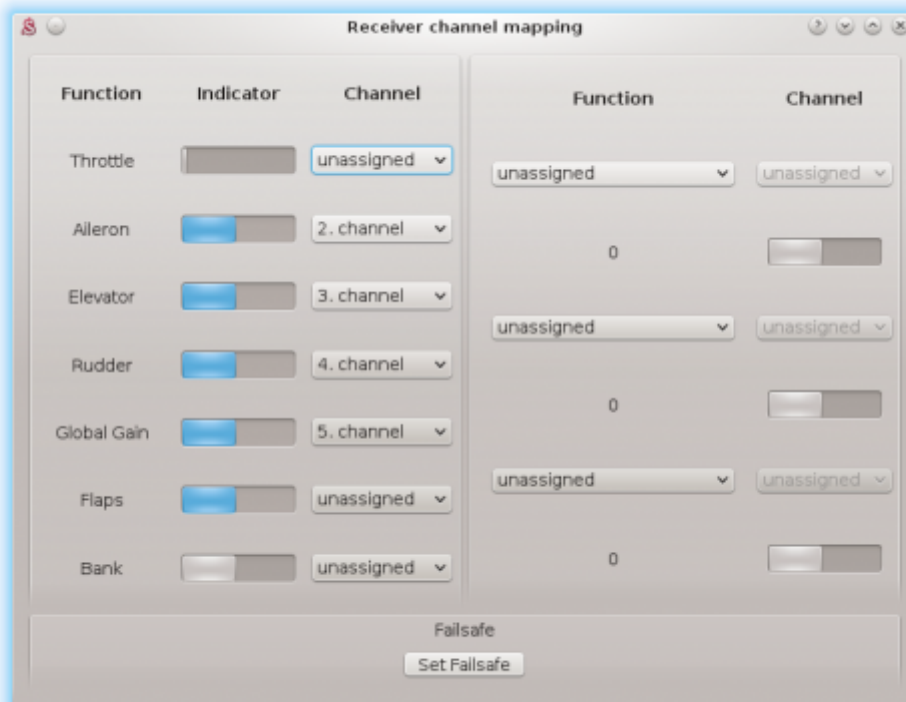 Receiver channel mapping
Function Indicator Channel
Throttle unassigned
Aileron 2. channel
Elevator 3. channel
Rudder 4. channel
Global Gain 5. channel
Flaps unassigned
Bank unassigned
Function Channel
unassigned unassigned
0
unassigned unassigned
0
unassigned unassigned
0
Failsafe
Set Failsafe